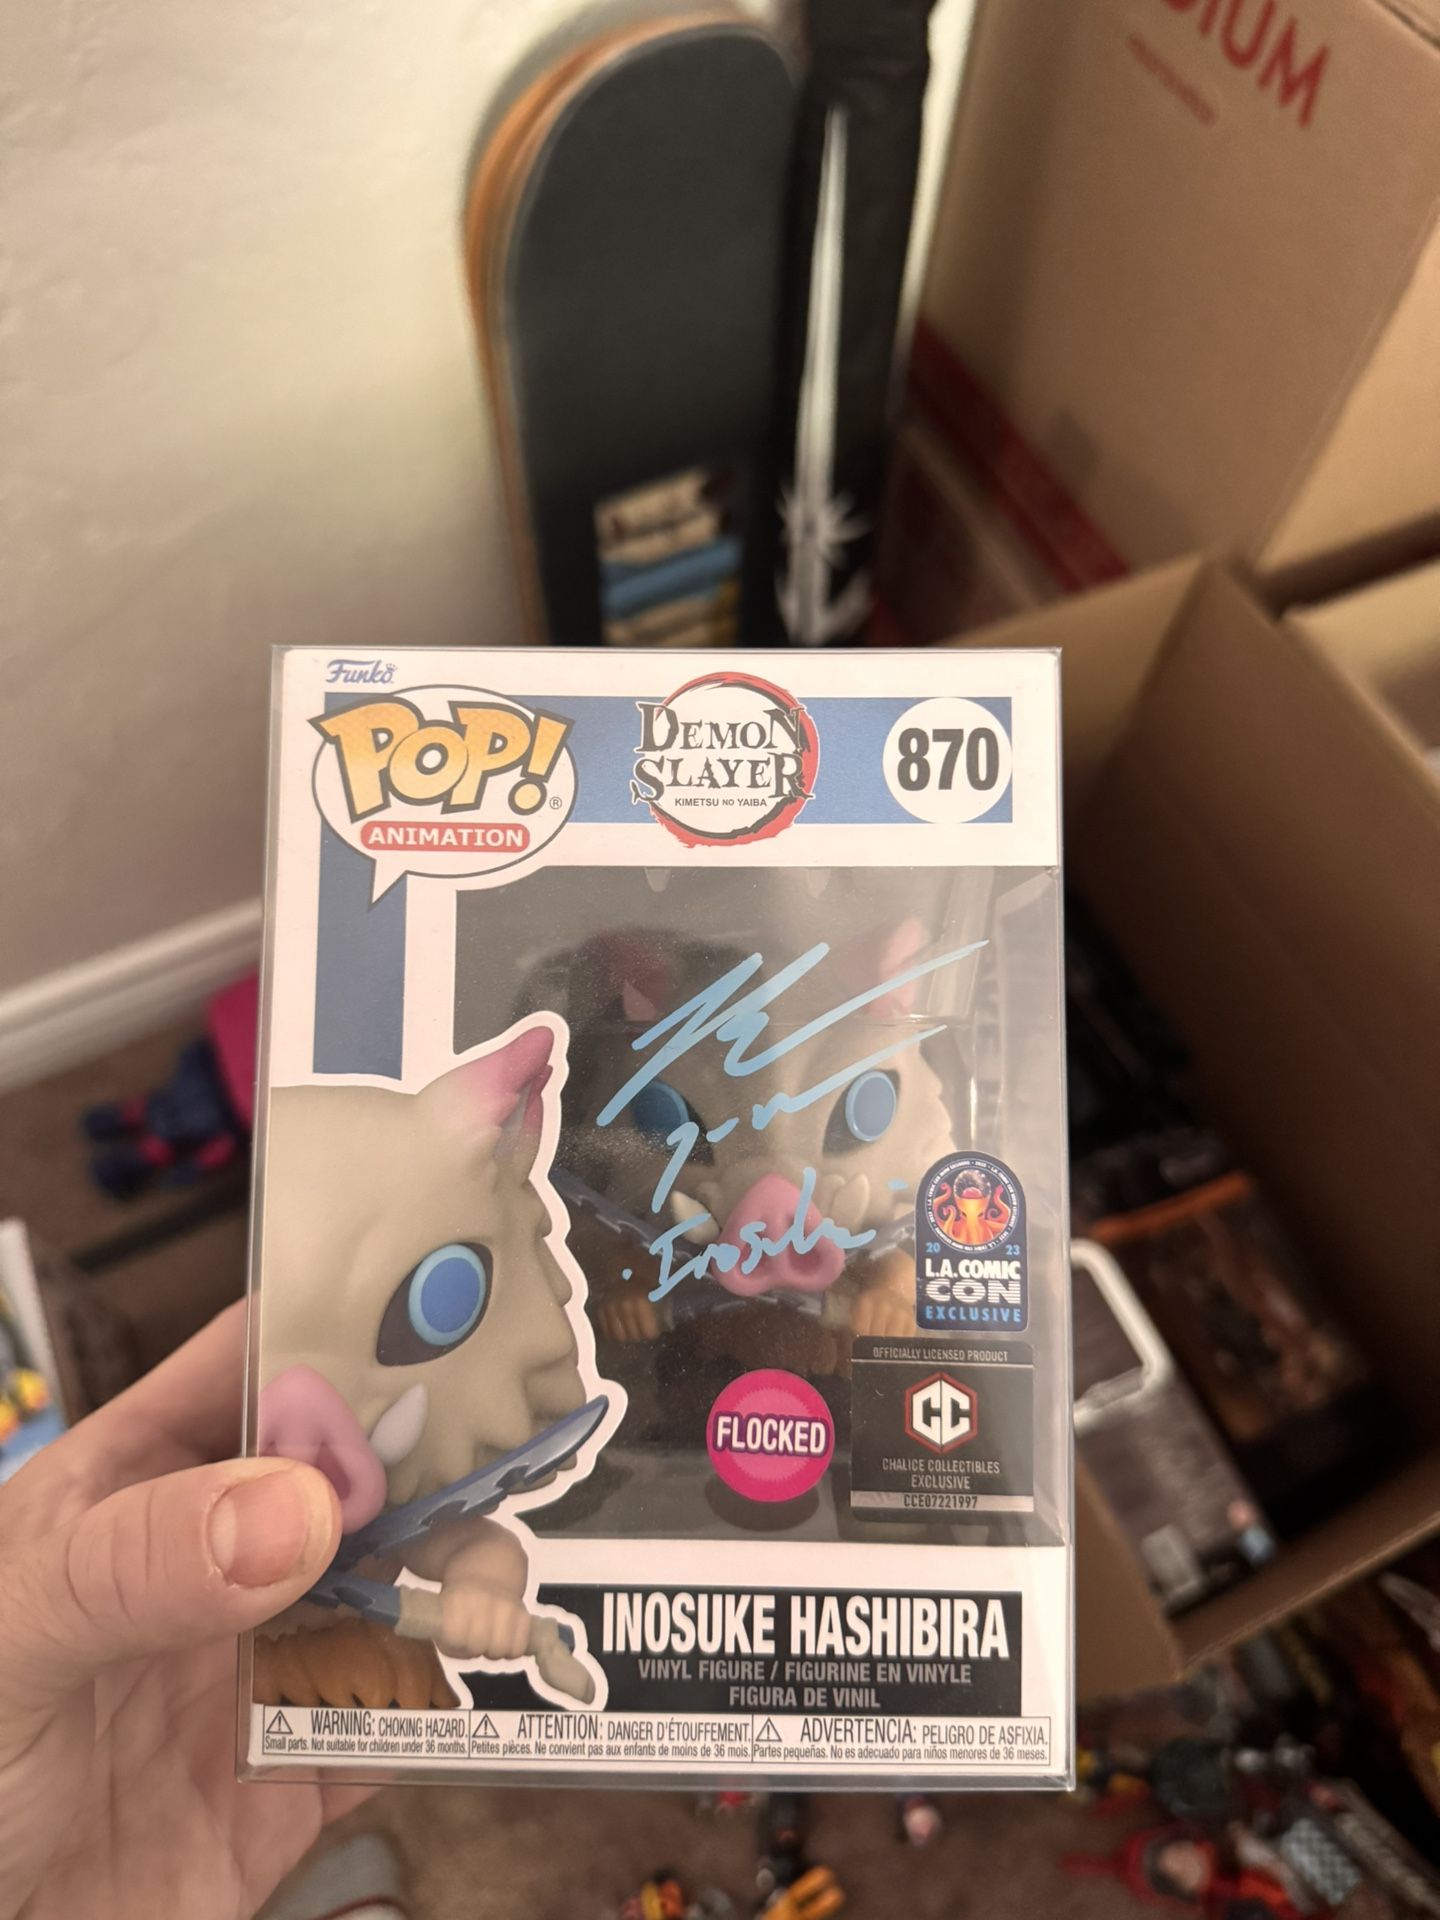 DIUM
Funko
POP!®
ANIMATION
DEMON
SLAYER
KIMETSU NO YAIBA
870
· Inosuke ·
20 23
L.A. COMIC
CON
EXCLUSIVE
OFFICIALLY LICENSED PRODUCT
CC
CHALICE COLLECTIBLES
EXCLUSIVE
CCE07221997
FLOCKED
INOSUKE HASHIBIRA
VINYL FIGURE / FIGURINE EN VINYLE
FIGURA DE VINIL
WARNING: CHOKING HAZARD.
Small parts. Not suitable for children under 36 months.
ATTENTION: DANGER D'ÉTOUFFEMENT.
Petites pièces. Ne convient pas aux enfants de moins de 36 mois.
ADVERTENCIA: PELIGRO DE ASFIXIA.
Partes pequeñas. No es adecuado para niños menores de 36 meses.